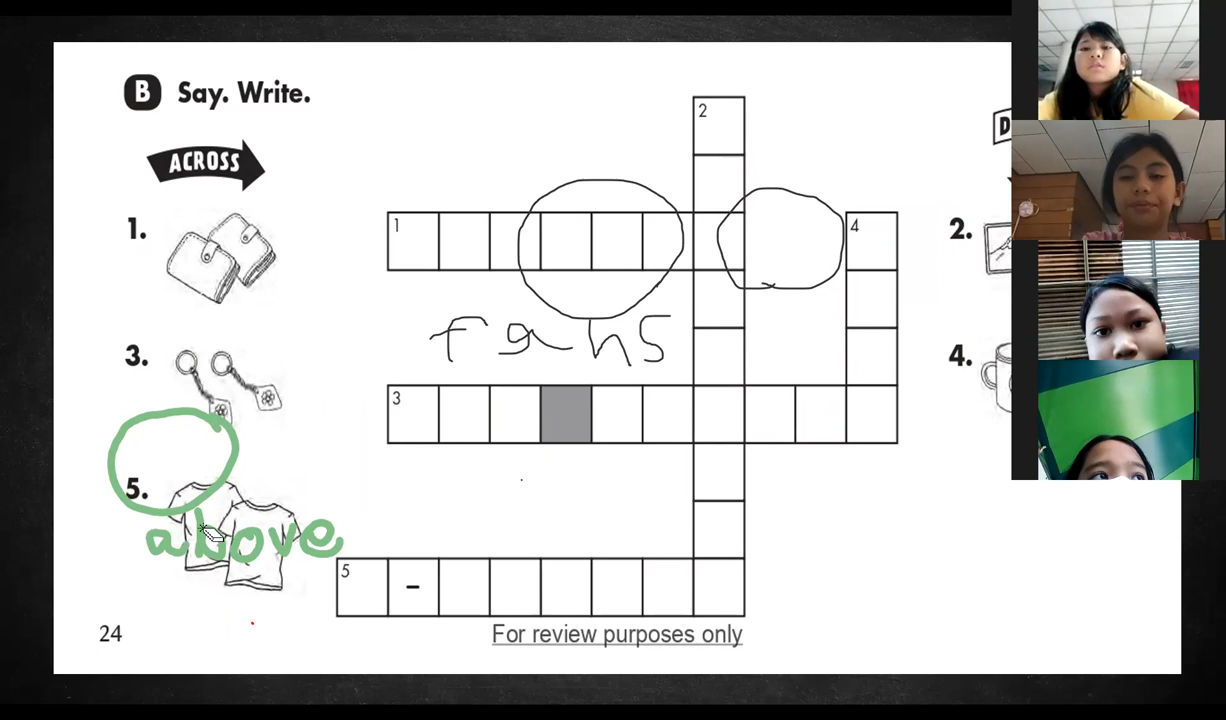 B Say. Write.
ACROSS
1.
3.
5.
above
1
2
3
4
5 -
2.
4.
D
24
For review purposes only